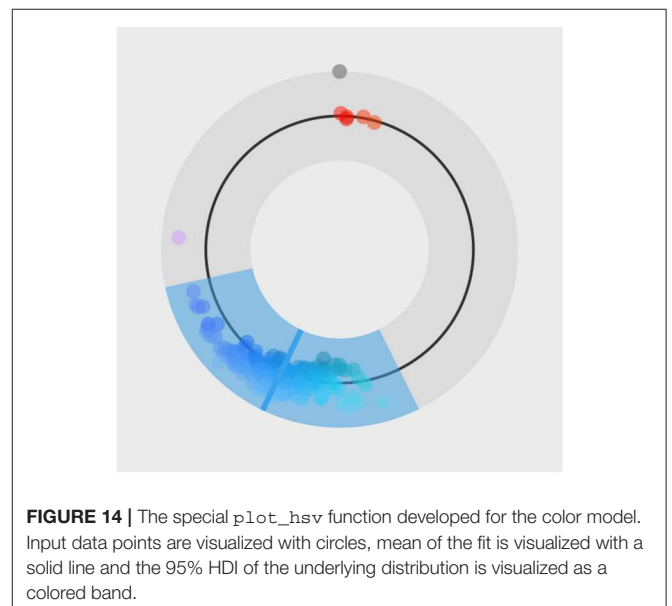 FIGURE 14 | The special plot_hsv function developed for the color model.
Input data points are visualized with circles, mean of the fit is visualized with a
solid line and the 95% HDI of the underlying distribution is visualized as a
colored band.